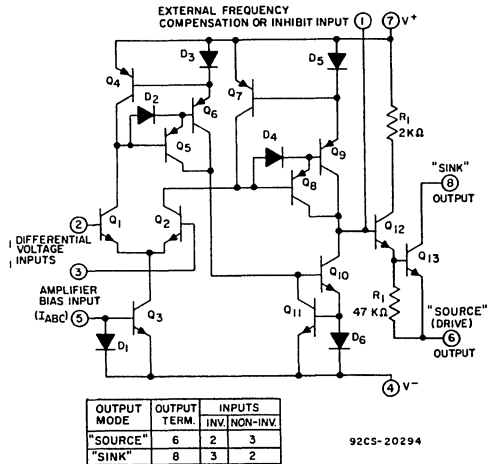 EXTERNAL FREQUENCY
COMPENSATION OR INHIBIT INPUT
1
7 V+
D3
D5
Q4
Q6
Q7
D2
R1
2KΩ
Q5
D4
Q9
"SINK"
8
OUTPUT
Q8
2
Q1
Q2
Q12
Q13
DIFFERENTIAL
VOLTAGE
INPUTS
3
Q10
AMPLIFIER
BIAS INPUT
(IABC)
5
Q3
Q11
R1
47 KΩ
"SOURCE"
(DRIVE)
6
OUTPUT
D1
D6
4 V-
OUTPUT MODE OUTPUT TERM. INPUTS
INV. NON-INV.
"SOURCE" 6 2 3
"SINK" 8 3 2
92CS-20294